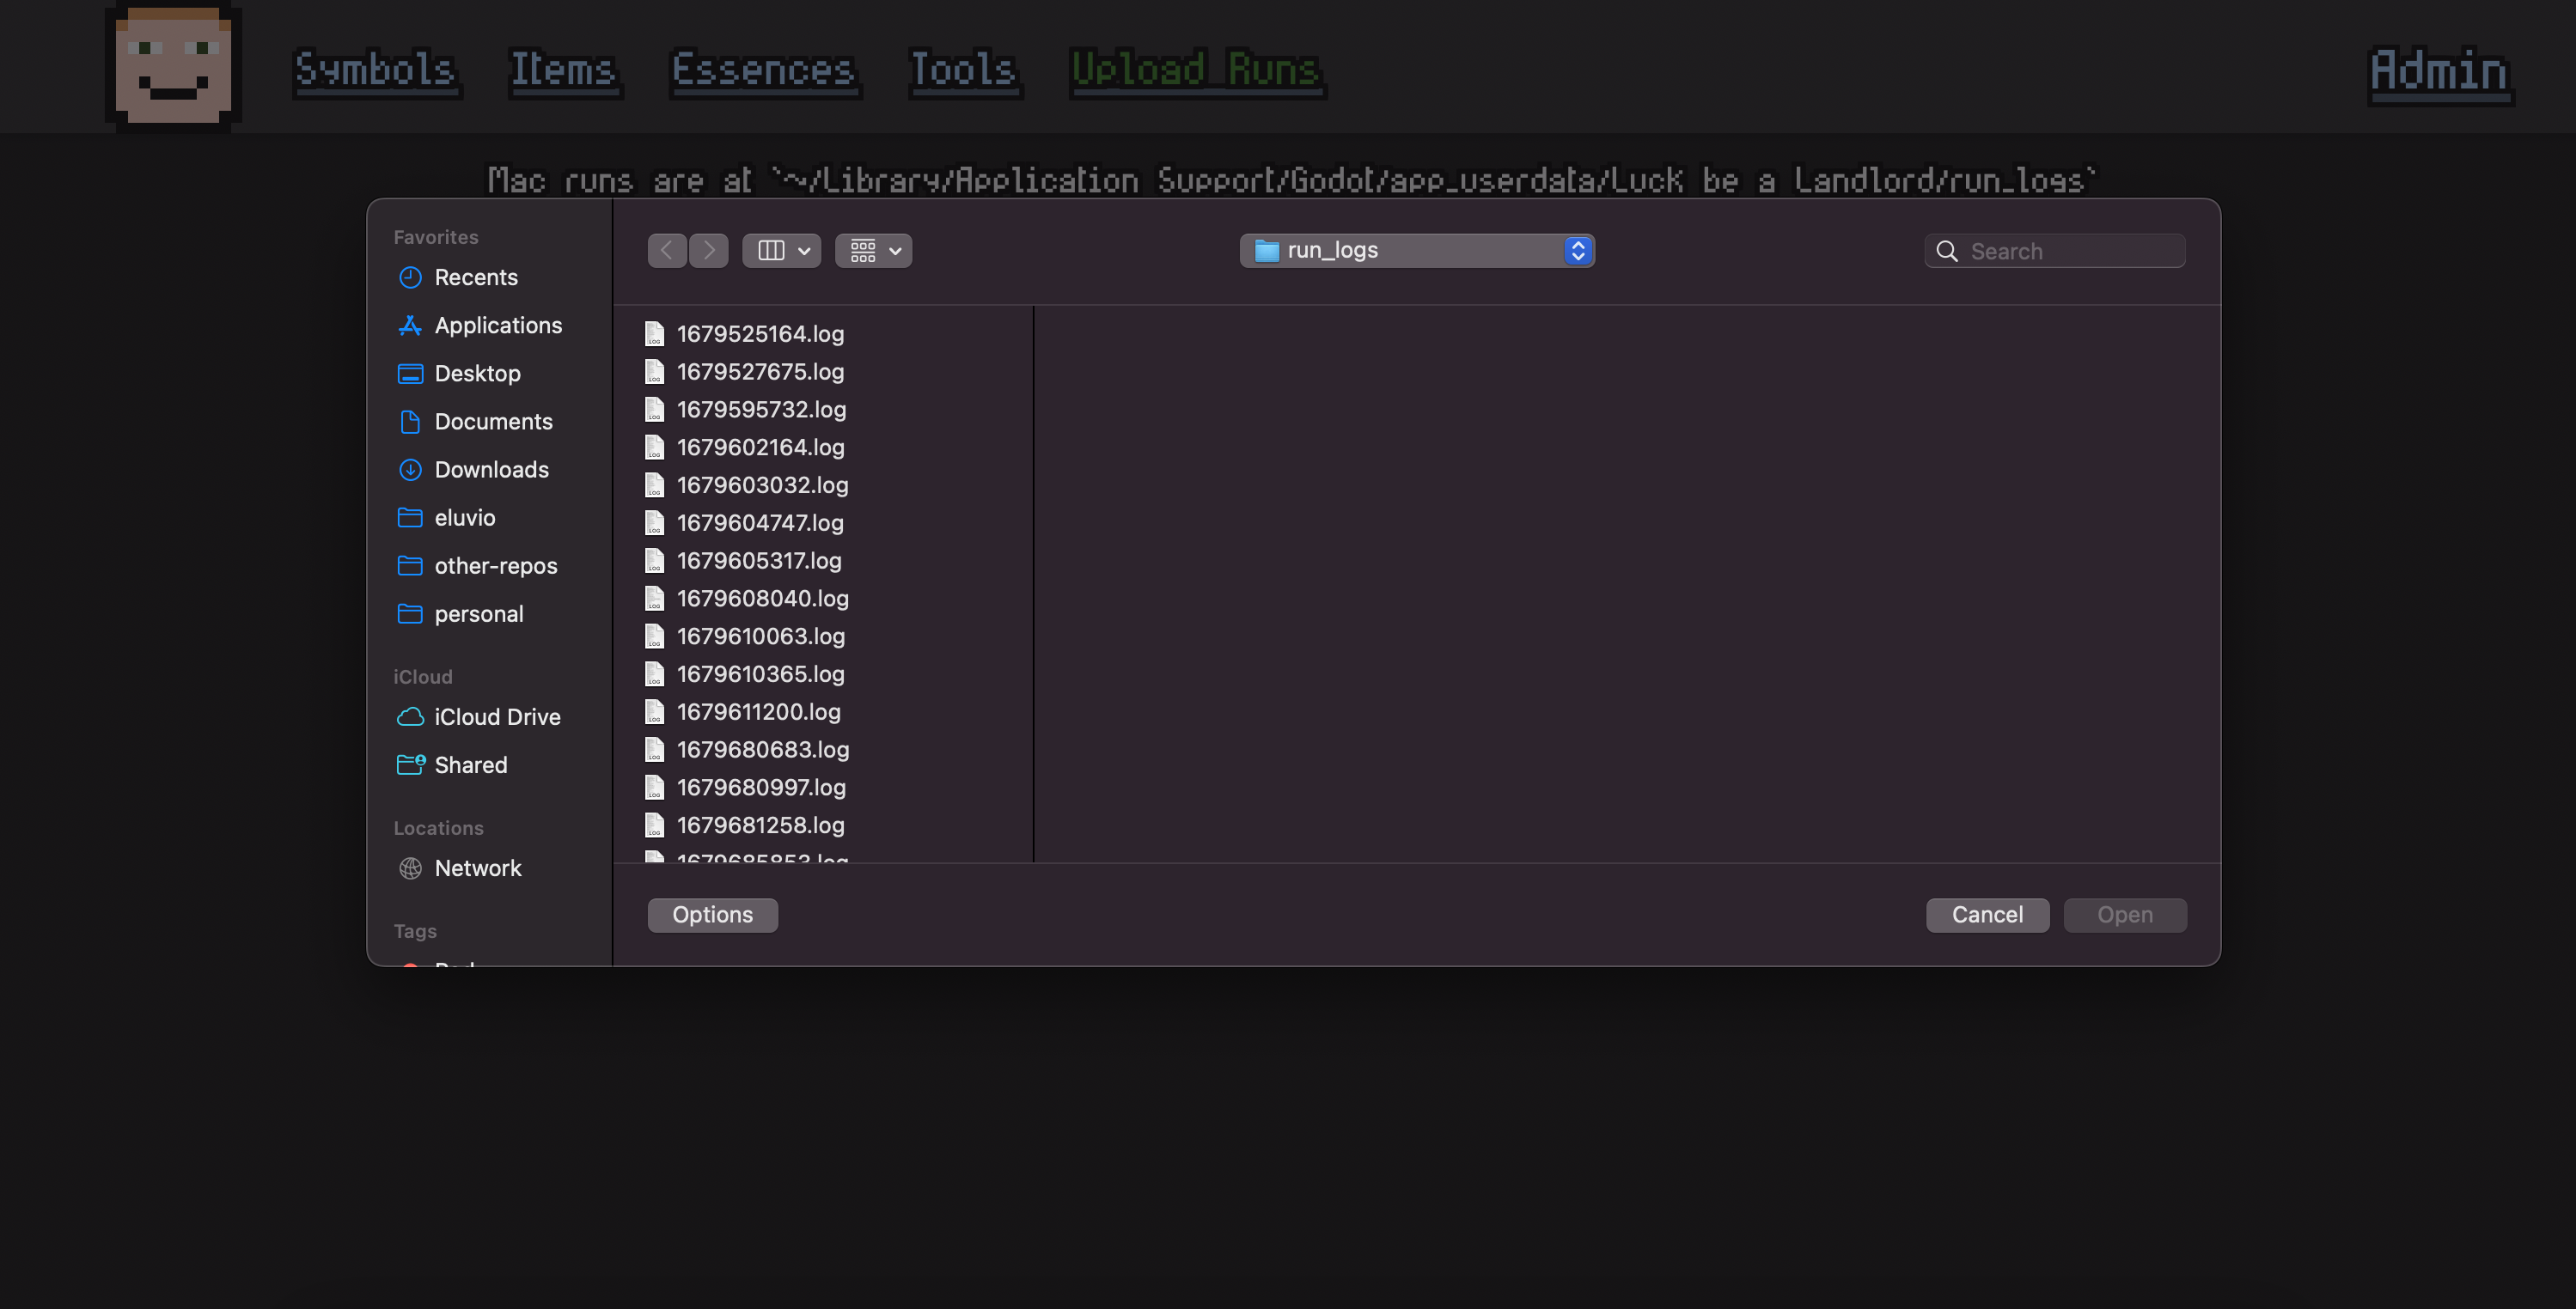 Symbols Items Essences Tools Upload Runs Admin
Mac runs are at `~/Library/Application Support/Godot/app_userdata/Luck be a Landlord/run_logs`
Favorites
Recents
Applications
Desktop
Documents
Downloads
eluvio
other-repos
personal
iCloud
iCloud Drive
Shared
Locations
Network
Tags
run_logs
Search
1679525164.log
1679527675.log
1679595732.log
1679602164.log
1679603032.log
1679604747.log
1679605317.log
1679608040.log
1679610063.log
1679610365.log
1679611200.log
1679680683.log
1679680997.log
1679681258.log
1679685853.log
Options
Cancel
Open